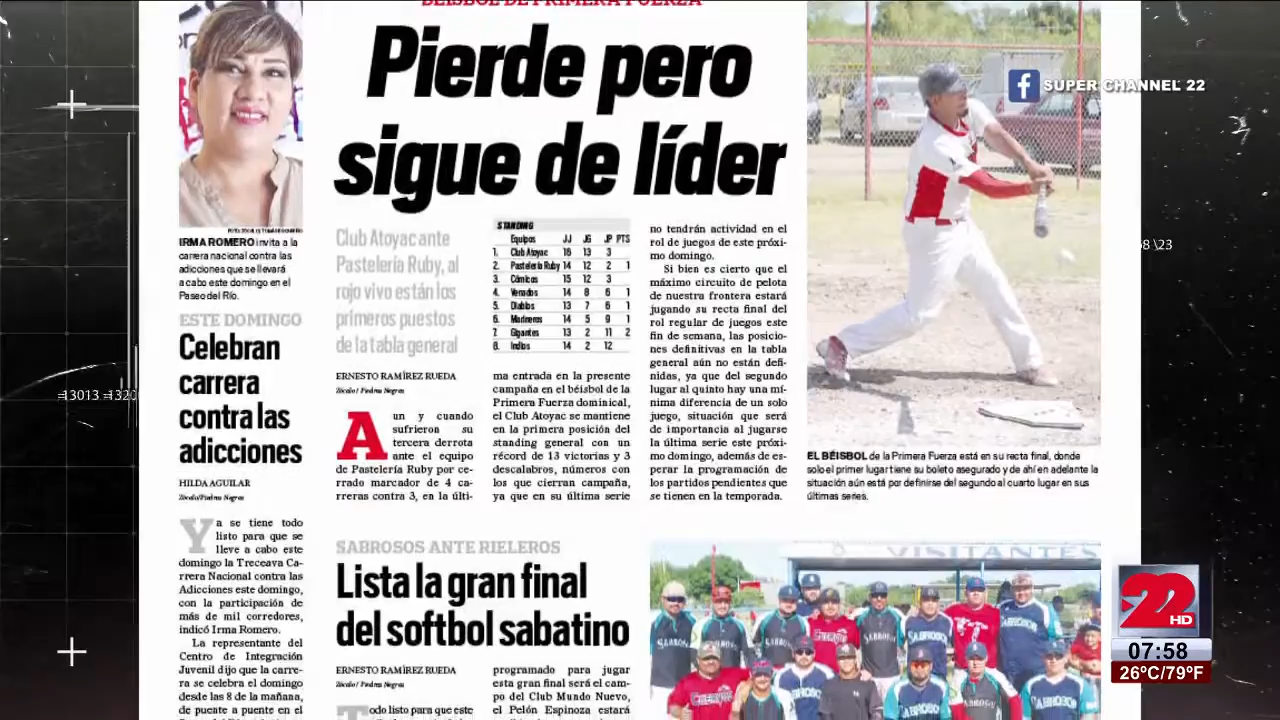 BÉISBOL DE PRIMERA FUERZA
Pierde pero
sigue de líder
SUPER CHANNEL 22
IRMA ROMERO invita a la
carrera nacional contra las
adicciones que se llevará
a cabo este domingo en el
Paseo del Río.
ESTE DOMINGO
Celebran
carrera
contra las
adicciones
HILDA AGUILAR
Zócalo/Piedras Negras
Ya se tiene todo
listo para que se
lleve a cabo este
domingo la Treceava Ca-
rrera Nacional contra las
Adicciones este domingo,
con la participación de
más de mil corredores,
indicó Irma Romero.
La representante del
Centro de Integración
Juvenil dijo que la carre-
ra se celebra el domingo
desde las 8 de la mañana,
de puate a puente en el
Club Atoyac ante
Pastelería Ruby, al
rojo vivo están los
primeros puestos
de la tabla general
ERNESTO RAMÍREZ RUEDA
Zócalo / Piedras Negras
Aun y cuando
sufrieron su
tercera derrota
ante el equipo
de Pastelería Ruby por ce-
rrado marcador de 4 ca-
rreras contra 3, en la últi-
STANDING
Equipos JJ JG JP PTS
1. Club Atoyac 16 13 3
2. Pastelería Ruby 14 12 2 1
3. Cómicos 15 12 3
4. Venados 14 8 6 1
5. Diablos 13 7 6 1
6. Marineros 14 5 9 1
7. Gigantes 13 2 11 2
8. Indios 14 2 12
ma entrada en la presente
campaña en el béisbol de la
Primera Fuerza dominical,
el Club Atoyac se mantiene
en la primera posición del
standing general con un
récord de 13 victorias y 3
descalabros, números con
los que cierran campaña,
ya que en su última serie
no tendrán actividad en el
rol de juegos de este próxi-
mo domingo.
Si bien es cierto que el
máximo circuito de pelota
de nuestra frontera estará
jugando su recta final del
rol regular de juegos este
fin de semana, las posicio-
nes definitivas en la tabla
general aún no están defi-
nidas, ya que del segundo
lugar al quinto hay una mí-
nima diferencia de un solo
juego, situación que será
de importancia al jugarse
la última serie este próxi-
mo domingo, además de es-
perar la programación de
los partidos pendientes que
se tienen en la temporada.
EL BÉISBOL de la Primera Fuerza está en su recta final, donde
solo el primer lugar tiene su boleto asegurado y de ahí en adelante la
situación aún está por definirse del segundo al cuarto lugar en sus
últimas series.
SABROSOS ANTE RIELEROS
Lista la gran final
del softbol sabatino
ERNESTO RAMÍREZ RUEDA
Zócalo / Piedras Negras
Todo listo para que este
programado para jugar
esta gran final será el cam-
po del Club Mundo Nuevo,
el Pelón Espinoza estará
VISITANTES
22
HD
07:58
26°C/79°F